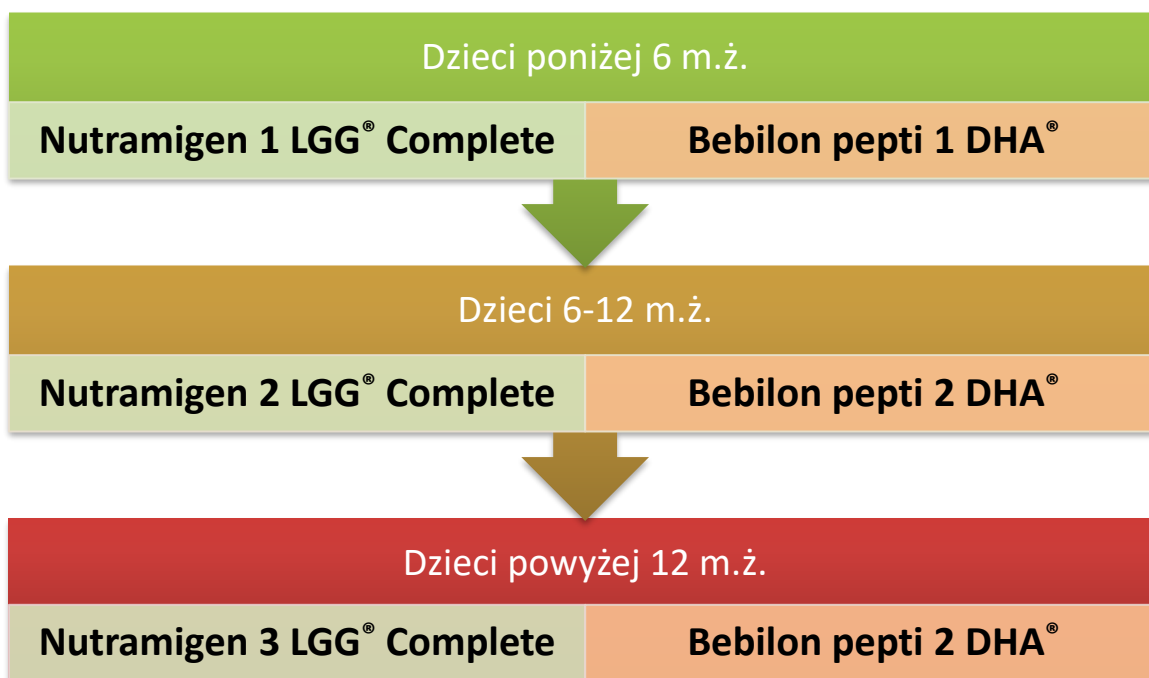 Dzieci poniżej 6 m.ż.
Nutramigen 1 LGG® Complete
Bebilon pepti 1 DHA®
Dzieci 6-12 m.ż.
Nutramigen 2 LGG® Complete
Bebilon pepti 2 DHA®
Dzieci powyżej 12 m.ż.
Nutramigen 3 LGG® Complete
Bebilon pepti 2 DHA®